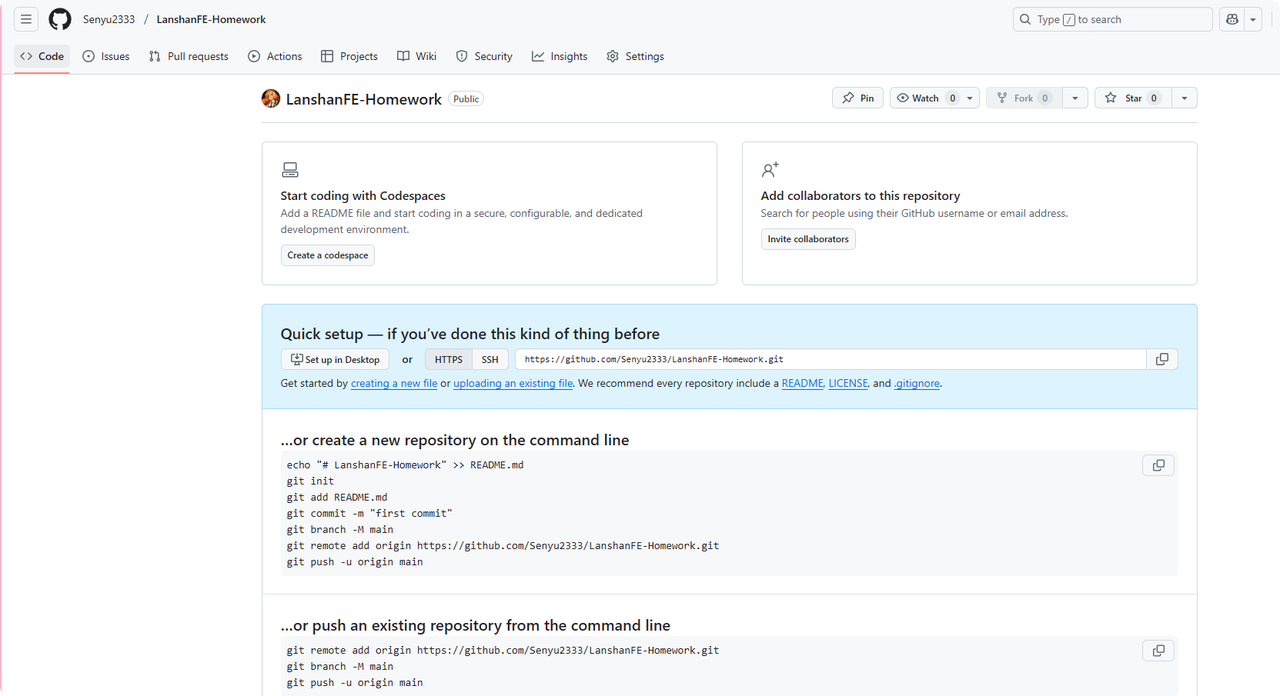 Senyu2333 / LanshanFE-Homework
Type / to search
Code Issues Pull requests Actions Projects Wiki Security Insights Settings
LanshanFE-Homework Public
Pin Watch 0 Fork 0 Star 0
Start coding with Codespaces
Add a README file and start coding in a secure, configurable, and dedicated
development environment.
Create a codespace
Add collaborators to this repository
Search for people using their GitHub username or email address.
Invite collaborators
Quick setup — if you’ve done this kind of thing before
Set up in Desktop or HTTPS SSH https://github.com/Senyu2333/LanshanFE-Homework.git
Get started by creating a new file or uploading an existing file. We recommend every repository include a README, LICENSE, and .gitignore.
…or create a new repository on the command line
echo "# LanshanFE-Homework" >> README.md
git init
git add README.md
git commit -m "first commit"
git branch -M main
git remote add origin https://github.com/Senyu2333/LanshanFE-Homework.git
git push -u origin main
…or push an existing repository from the command line
git remote add origin https://github.com/Senyu2333/LanshanFE-Homework.git
git branch -M main
git push -u origin main